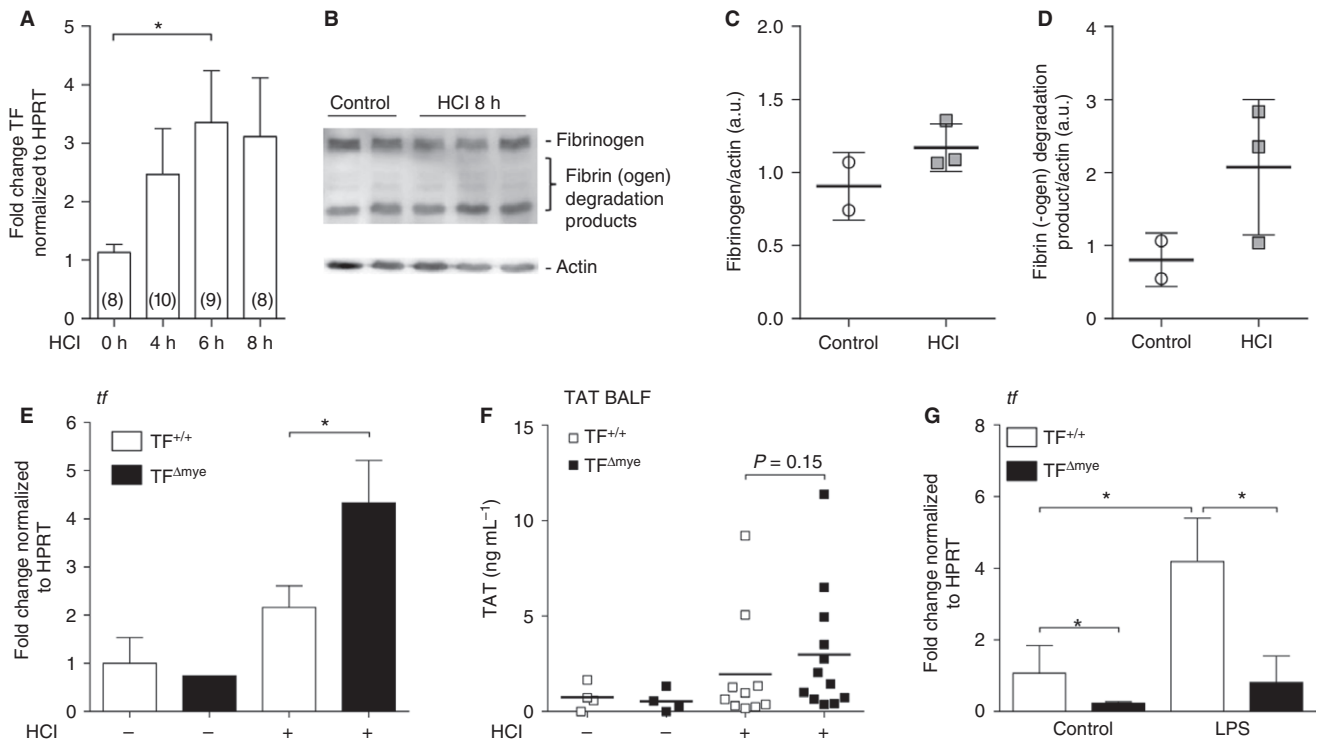 A
Fold change TF
normalized to HPRT
5
4
3
2
1
0
*
(8)
(10)
(9)
(8)
HCl
0 h
4 h
6 h
8 h
B
Control
HCl 8 h
- Fibrinogen
Fibrin (ogen)
degradation
products
- Actin
C
Fibrinogen/actin (a.u.)
2.0
1.5
1.0
0.5
0.0
Control
HCl
D
Fibrin (-ogen) degradation
product/actin (a.u.)
4
3
2
1
0
Control
HCl
E
tf
Fold change normalized
to HPRT
6
5
4
3
2
1
0
TF+/+
TFΔmye
*
HCl
–
–
+
+
F
TAT BALF
TAT (ng mL–1)
15
10
5
0
TF+/+
TFΔmye
P = 0.15
HCl
–
–
+
+
G
tf
Fold change normalized
to HPRT
8
6
4
2
0
TF+/+
TFΔmye
*
*
*
Control
LPS